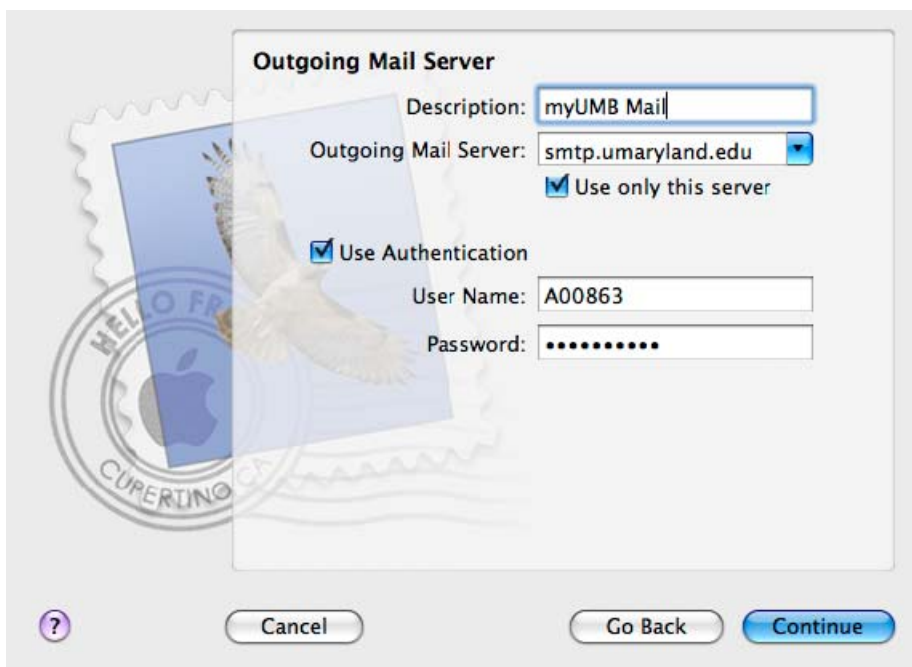 Outgoing Mail Server
Description: myUMB Mail
Outgoing Mail Server: smtp.umaryland.edu
Use only this server
Use Authentication
User Name: A00863
Password: ••••••••••
HELLO FR
CUPERTINO CA
? Cancel Go Back Continue